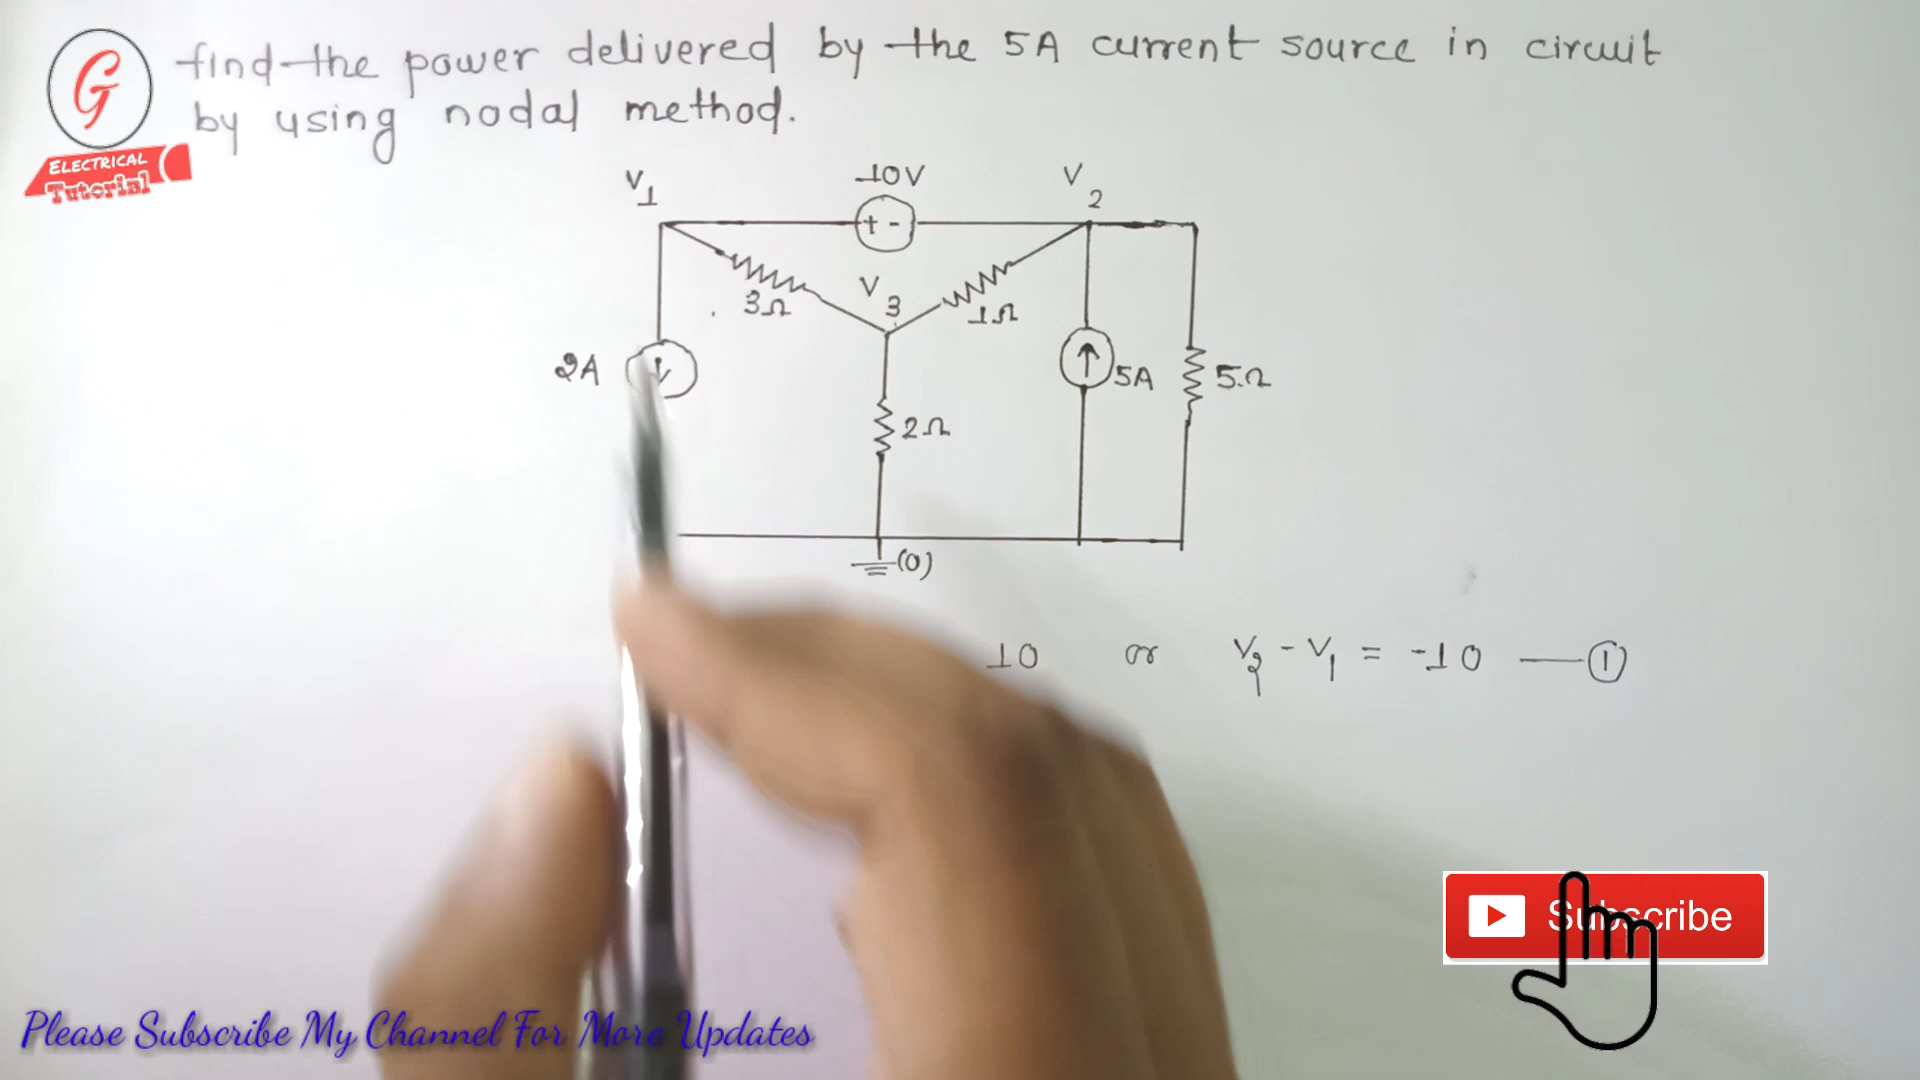 G
ELECTRICAL
Tutorial
find the power delivered by the 5A current source in circuit
by using nodal method.
V1
10V
V2
+ -
3Ω
V3
1Ω
2A
5A
5Ω
2Ω
(0)
10 or V2 - V1 = -10 —①
Subscribe
Please Subscribe My Channel For More Updates